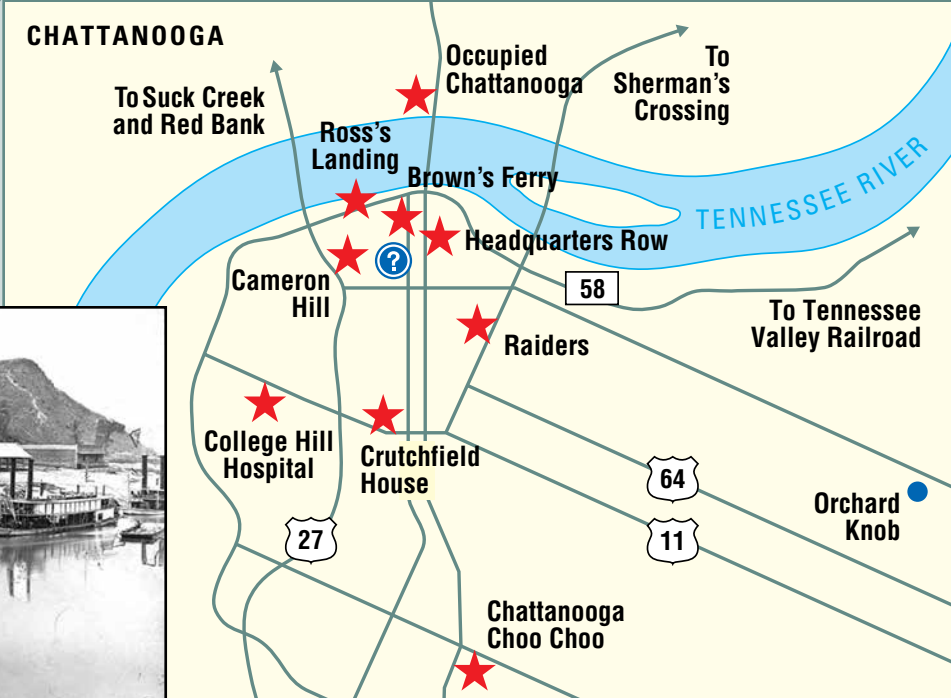 CHATTANOOGA
Occupied
Chattanooga
To
Sherman's
Crossing
To Suck Creek
and Red Bank
Ross's
Landing
Brown's Ferry
TENNESSEE RIVER
Headquarters Row
?
Cameron
Hill
58
To Tennessee
Valley Railroad
Raiders
College Hill
Hospital
Crutchfield
House
64
Orchard
Knob
27
11
Chattanooga
Choo Choo